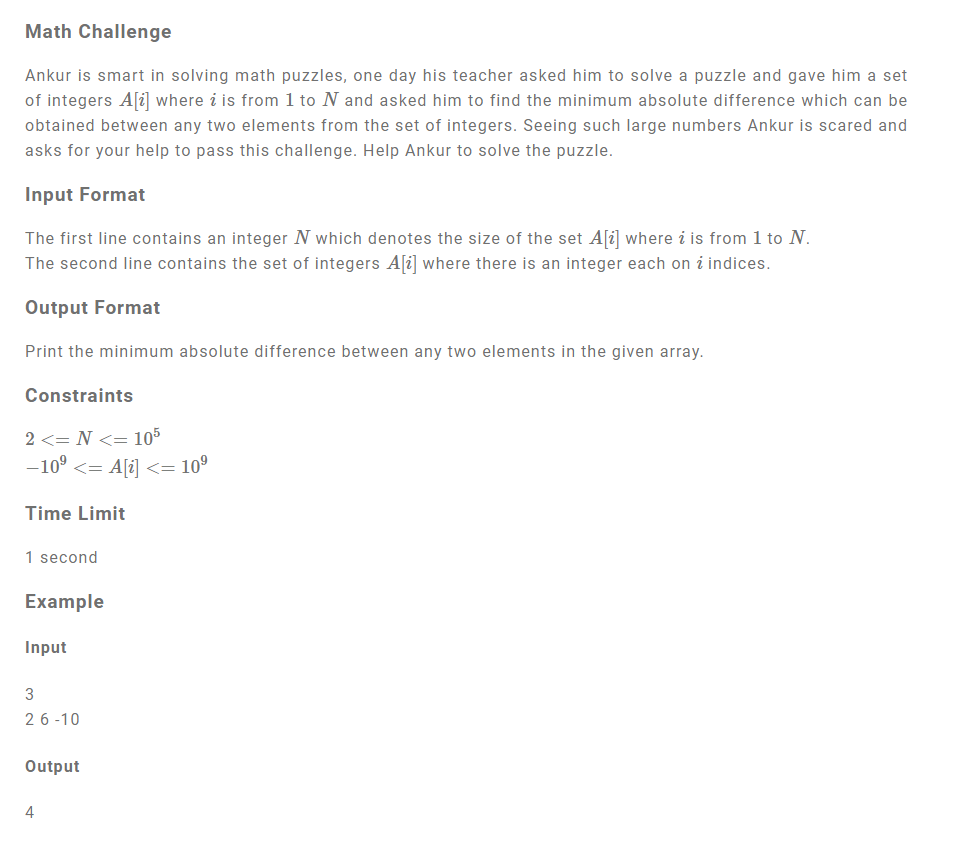 Math Challenge
Ankur is smart in solving math puzzles, one day his teacher asked him to solve a puzzle and gave him a set
of integers A[i] where i is from 1 to N and asked him to find the minimum absolute difference which can be
obtained between any two elements from the set of integers. Seeing such large numbers Ankur is scared and
asks for your help to pass this challenge. Help Ankur to solve the puzzle.
Input Format
The first line contains an integer N which denotes the size of the set A[i] where i is from 1 to N.
The second line contains the set of integers A[i] where there is an integer each on i indices.
Output Format
Print the minimum absolute difference between any two elements in the given array.
Constraints
2 <= N <= 10⁵
−10⁹ <= A[i] <= 10⁹
Time Limit
1 second
Example
Input
3
2 6 -10
Output
4